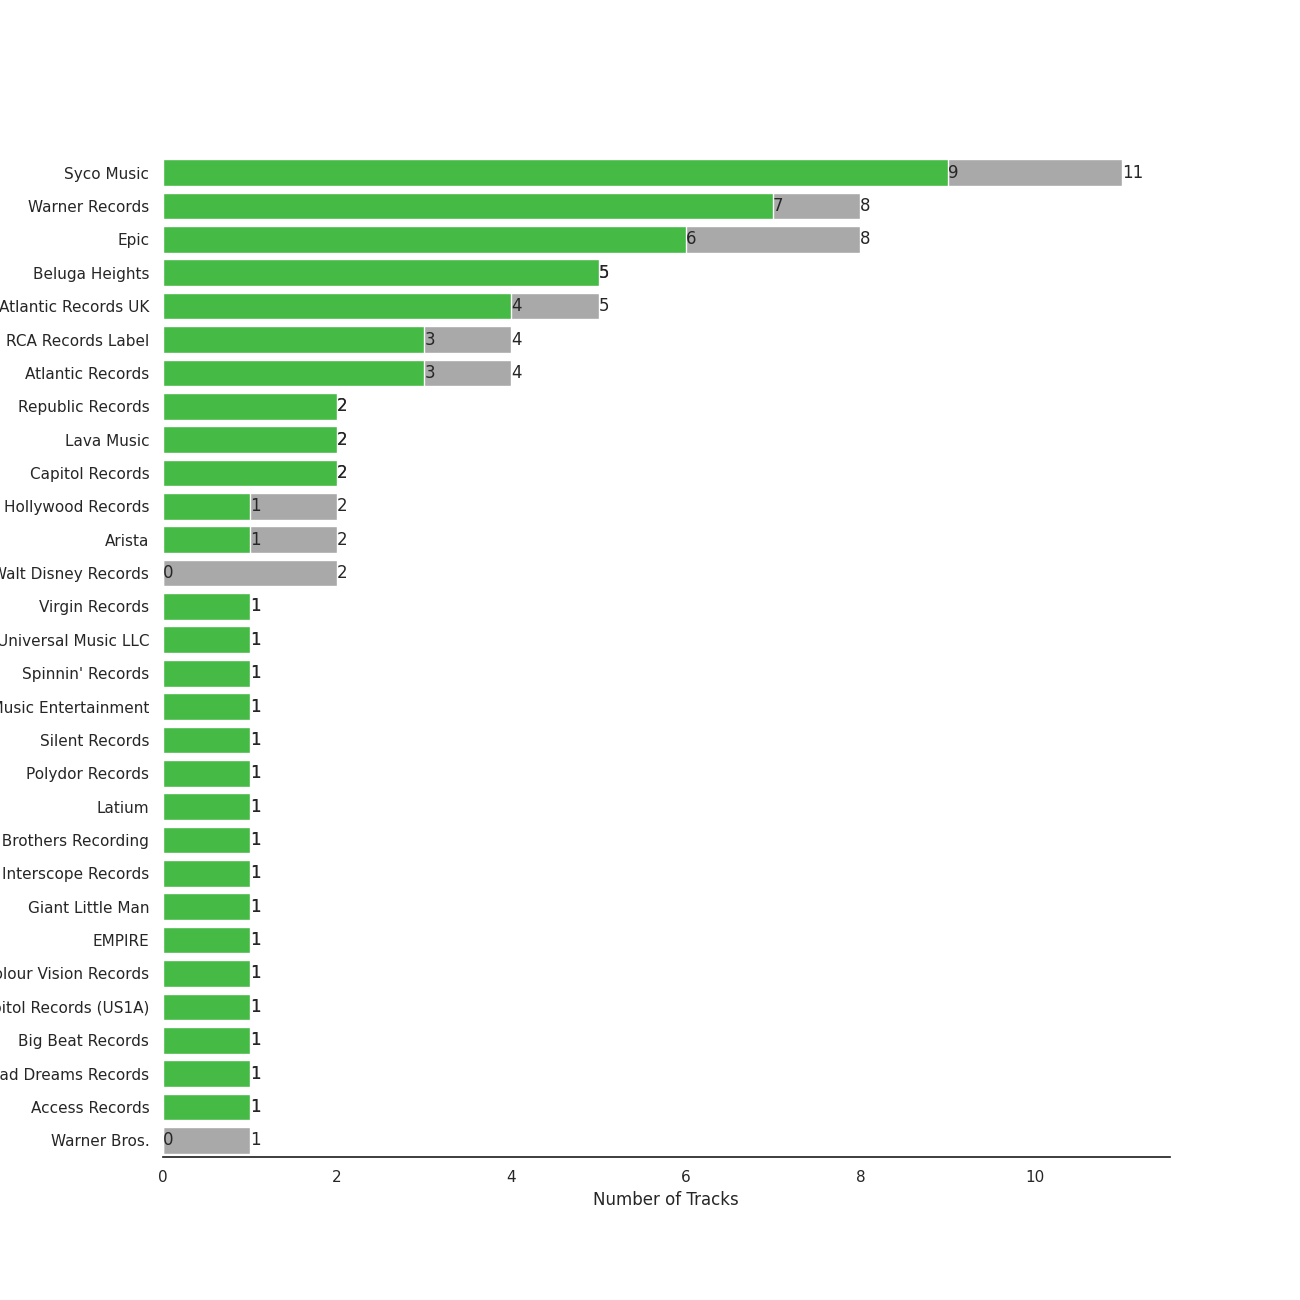 Syco Music 9 11
Warner Records 7 8
Epic 6 8
Beluga Heights 5
Atlantic Records UK 4 5
RCA Records Label 3 4
Atlantic Records 3 4
Republic Records 2
Lava Music 2
Capitol Records 2
Hollywood Records 1 2
Arista 1 2
Walt Disney Records 0 2
Virgin Records 1
Universal Music LLC 1
Spinnin' Records 1
Music Entertainment 1
Silent Records 1
Polydor Records 1
Latium 1
Brothers Recording 1
Interscope Records 1
Giant Little Man 1
EMPIRE 1
olour Vision Records 1
itol Records (US1A) 1
Big Beat Records 1
ad Dreams Records 1
Access Records 1
Warner Bros. 0 1
0 2 4 6 8 10
Number of Tracks